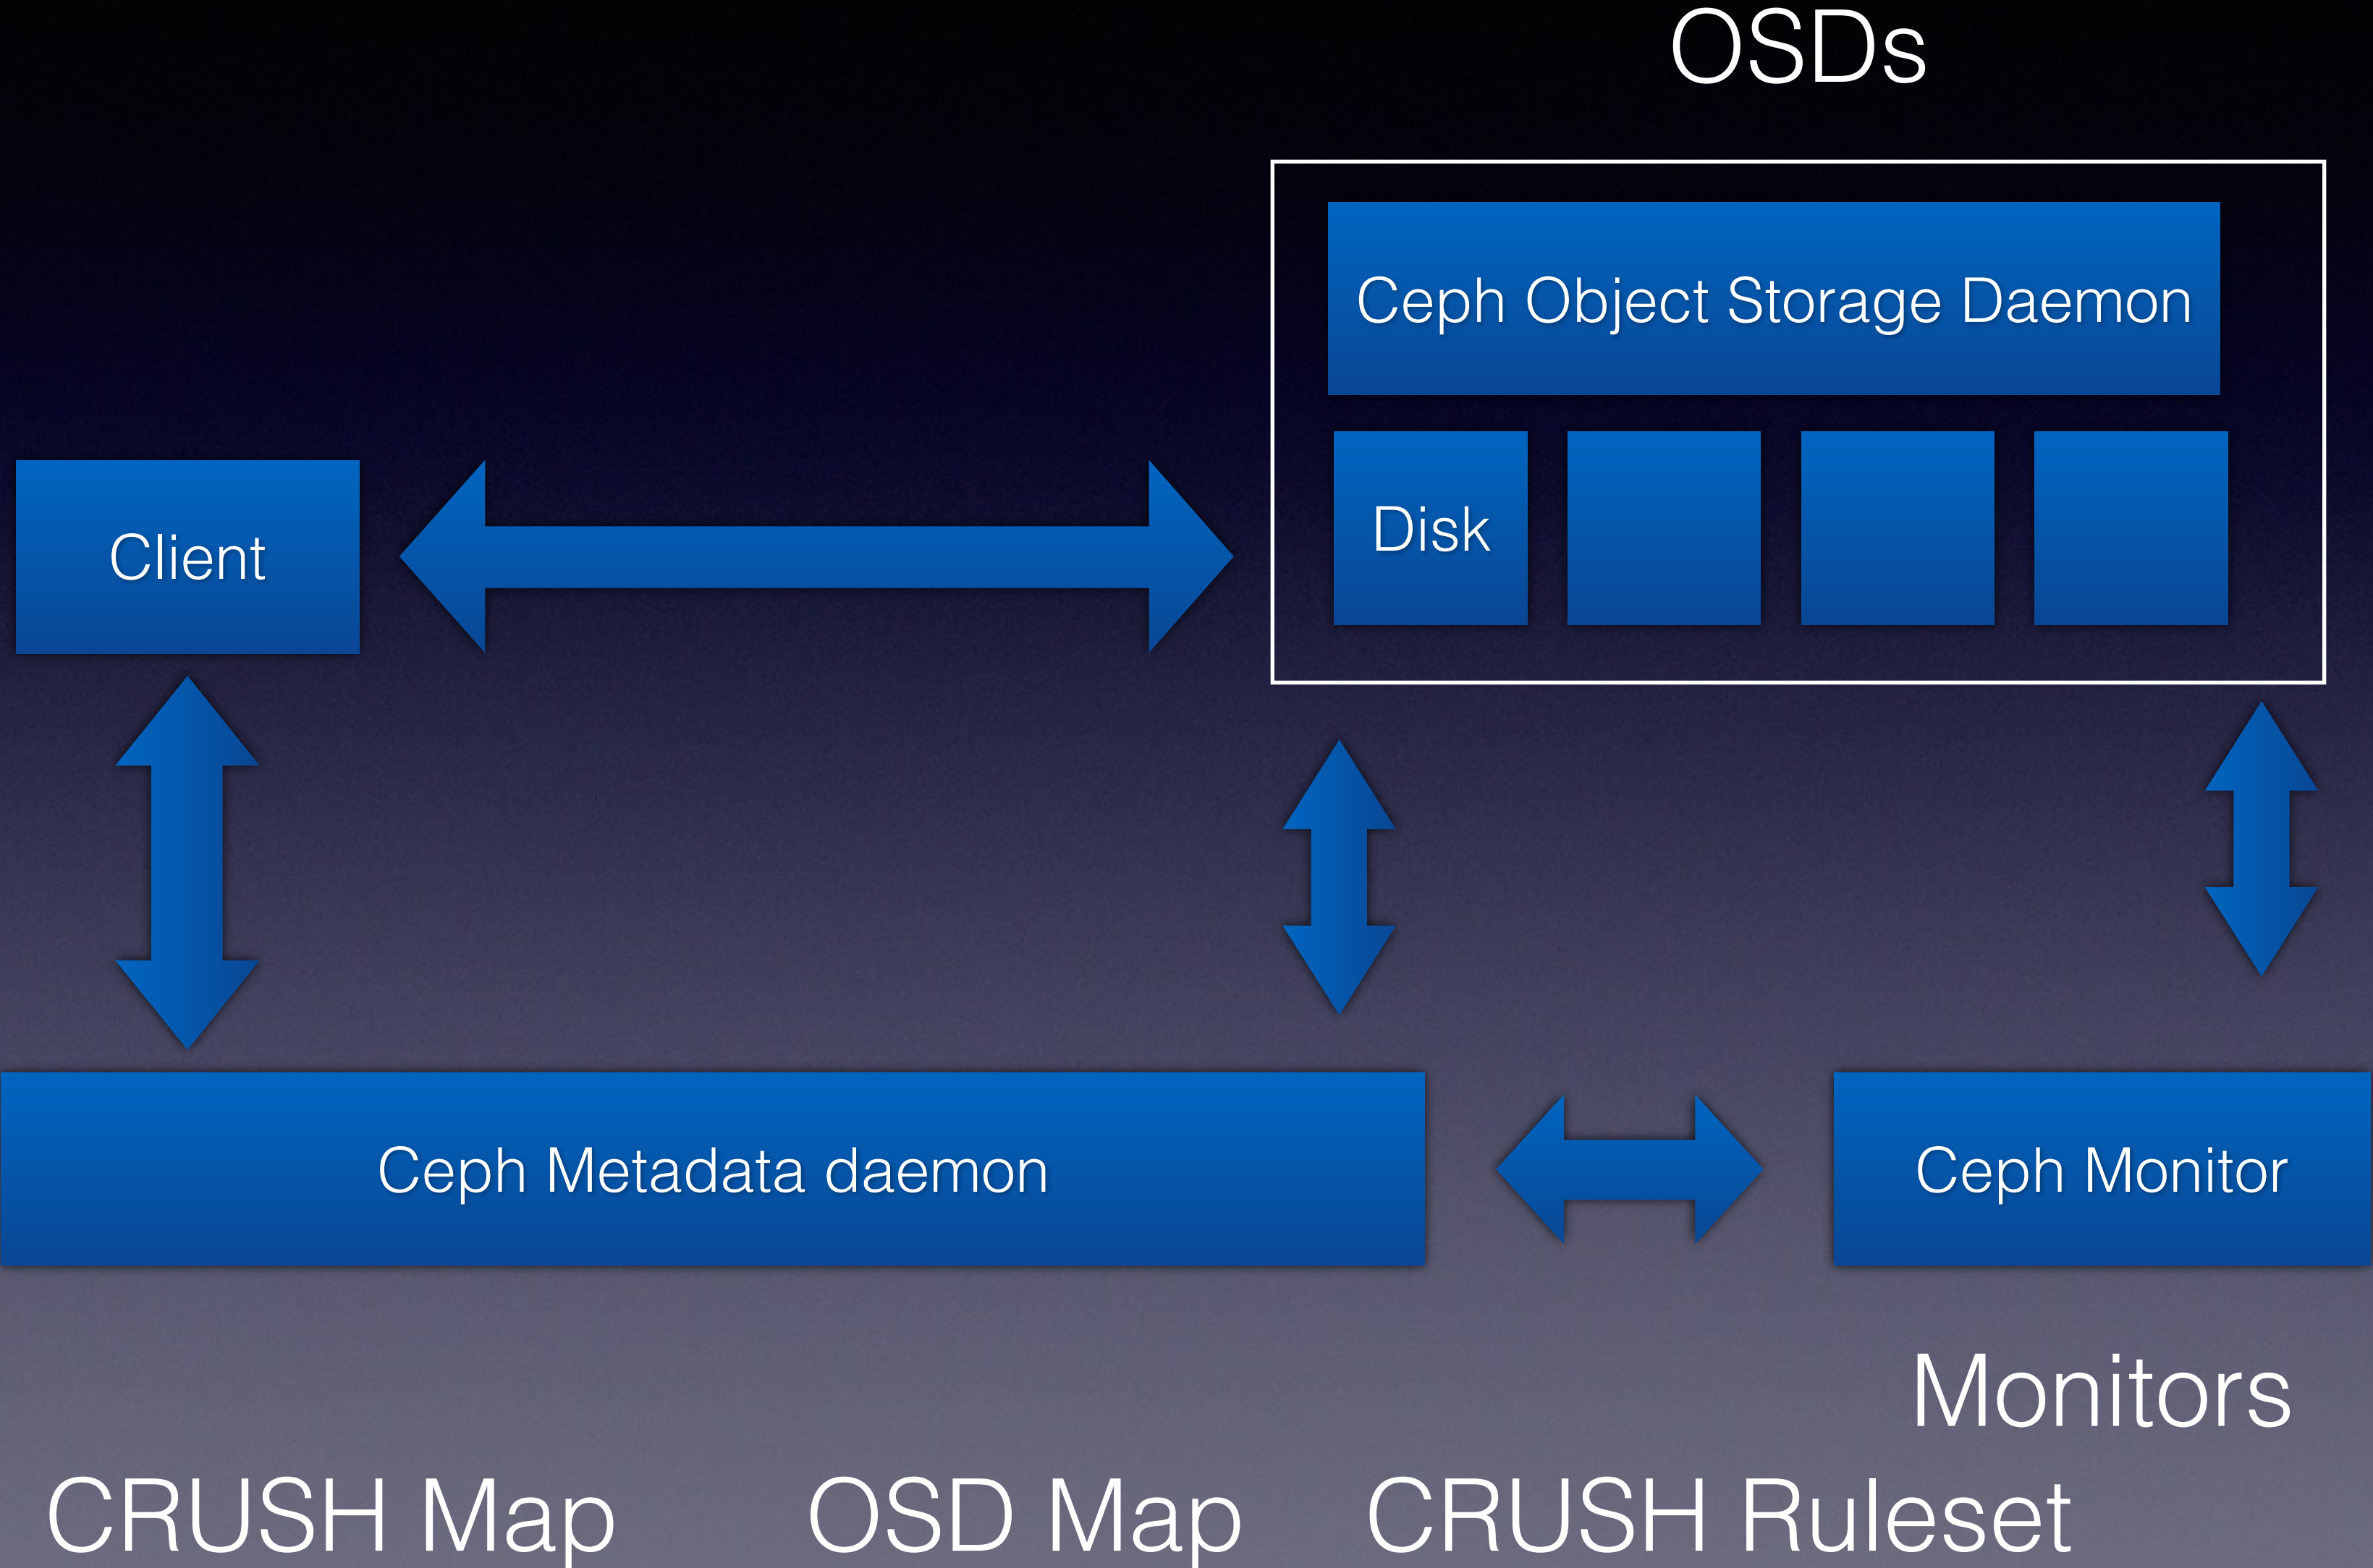 OSDs
Ceph Object Storage Daemon
Client
Disk
Ceph Metadata daemon
Ceph Monitor
Monitors
CRUSH Map
OSD Map
CRUSH Ruleset